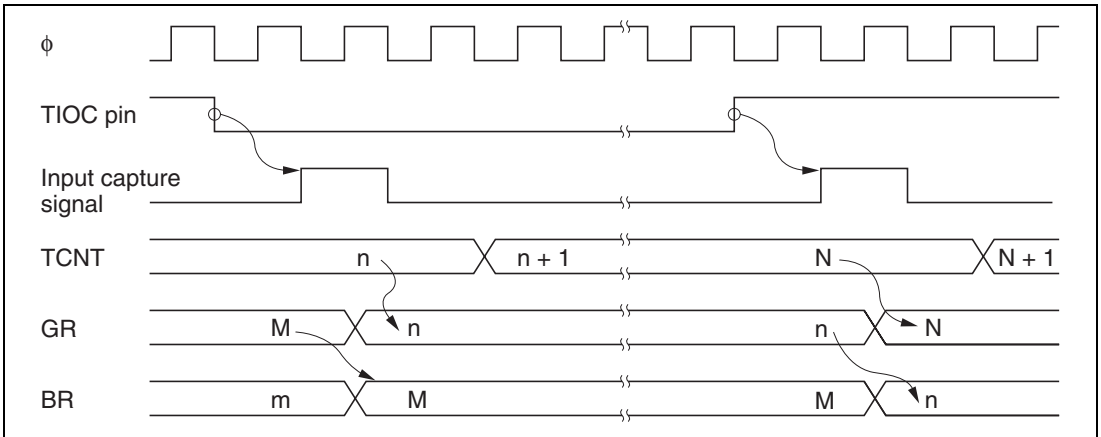 ϕ
TIOC pin
Input capture
signal
TCNT n n + 1 N N + 1
GR M n n N
BR m M M n